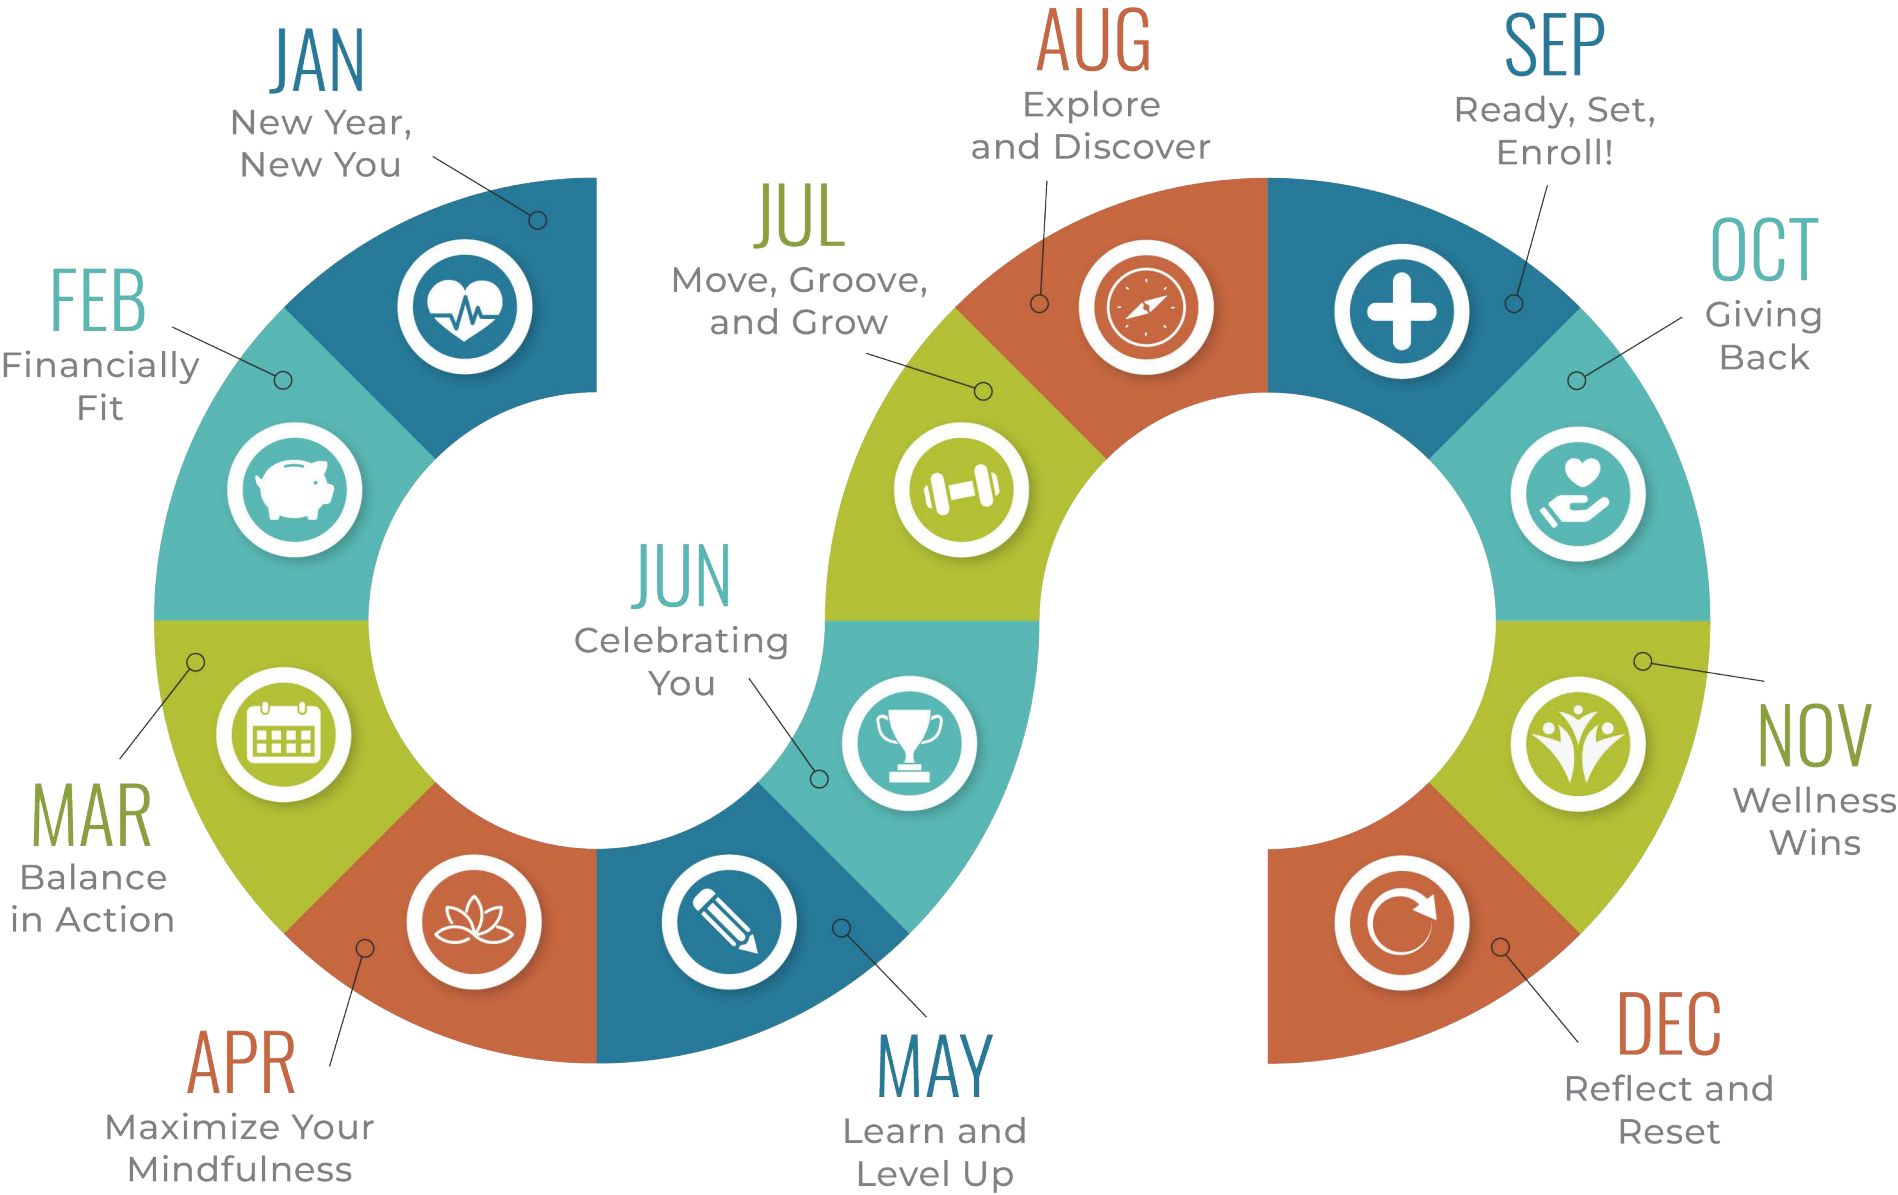 JAN
New Year,
New You
FEB
Financially
Fit
MAR
Balance
in Action
APR
Maximize Your
Mindfulness
MAY
Learn and
Level Up
JUN
Celebrating
You
JUL
Move, Groove,
and Grow
AUG
Explore
and Discover
SEP
Ready, Set,
Enroll!
OCT
Giving
Back
NOV
Wellness
Wins
DEC
Reflect and
Reset